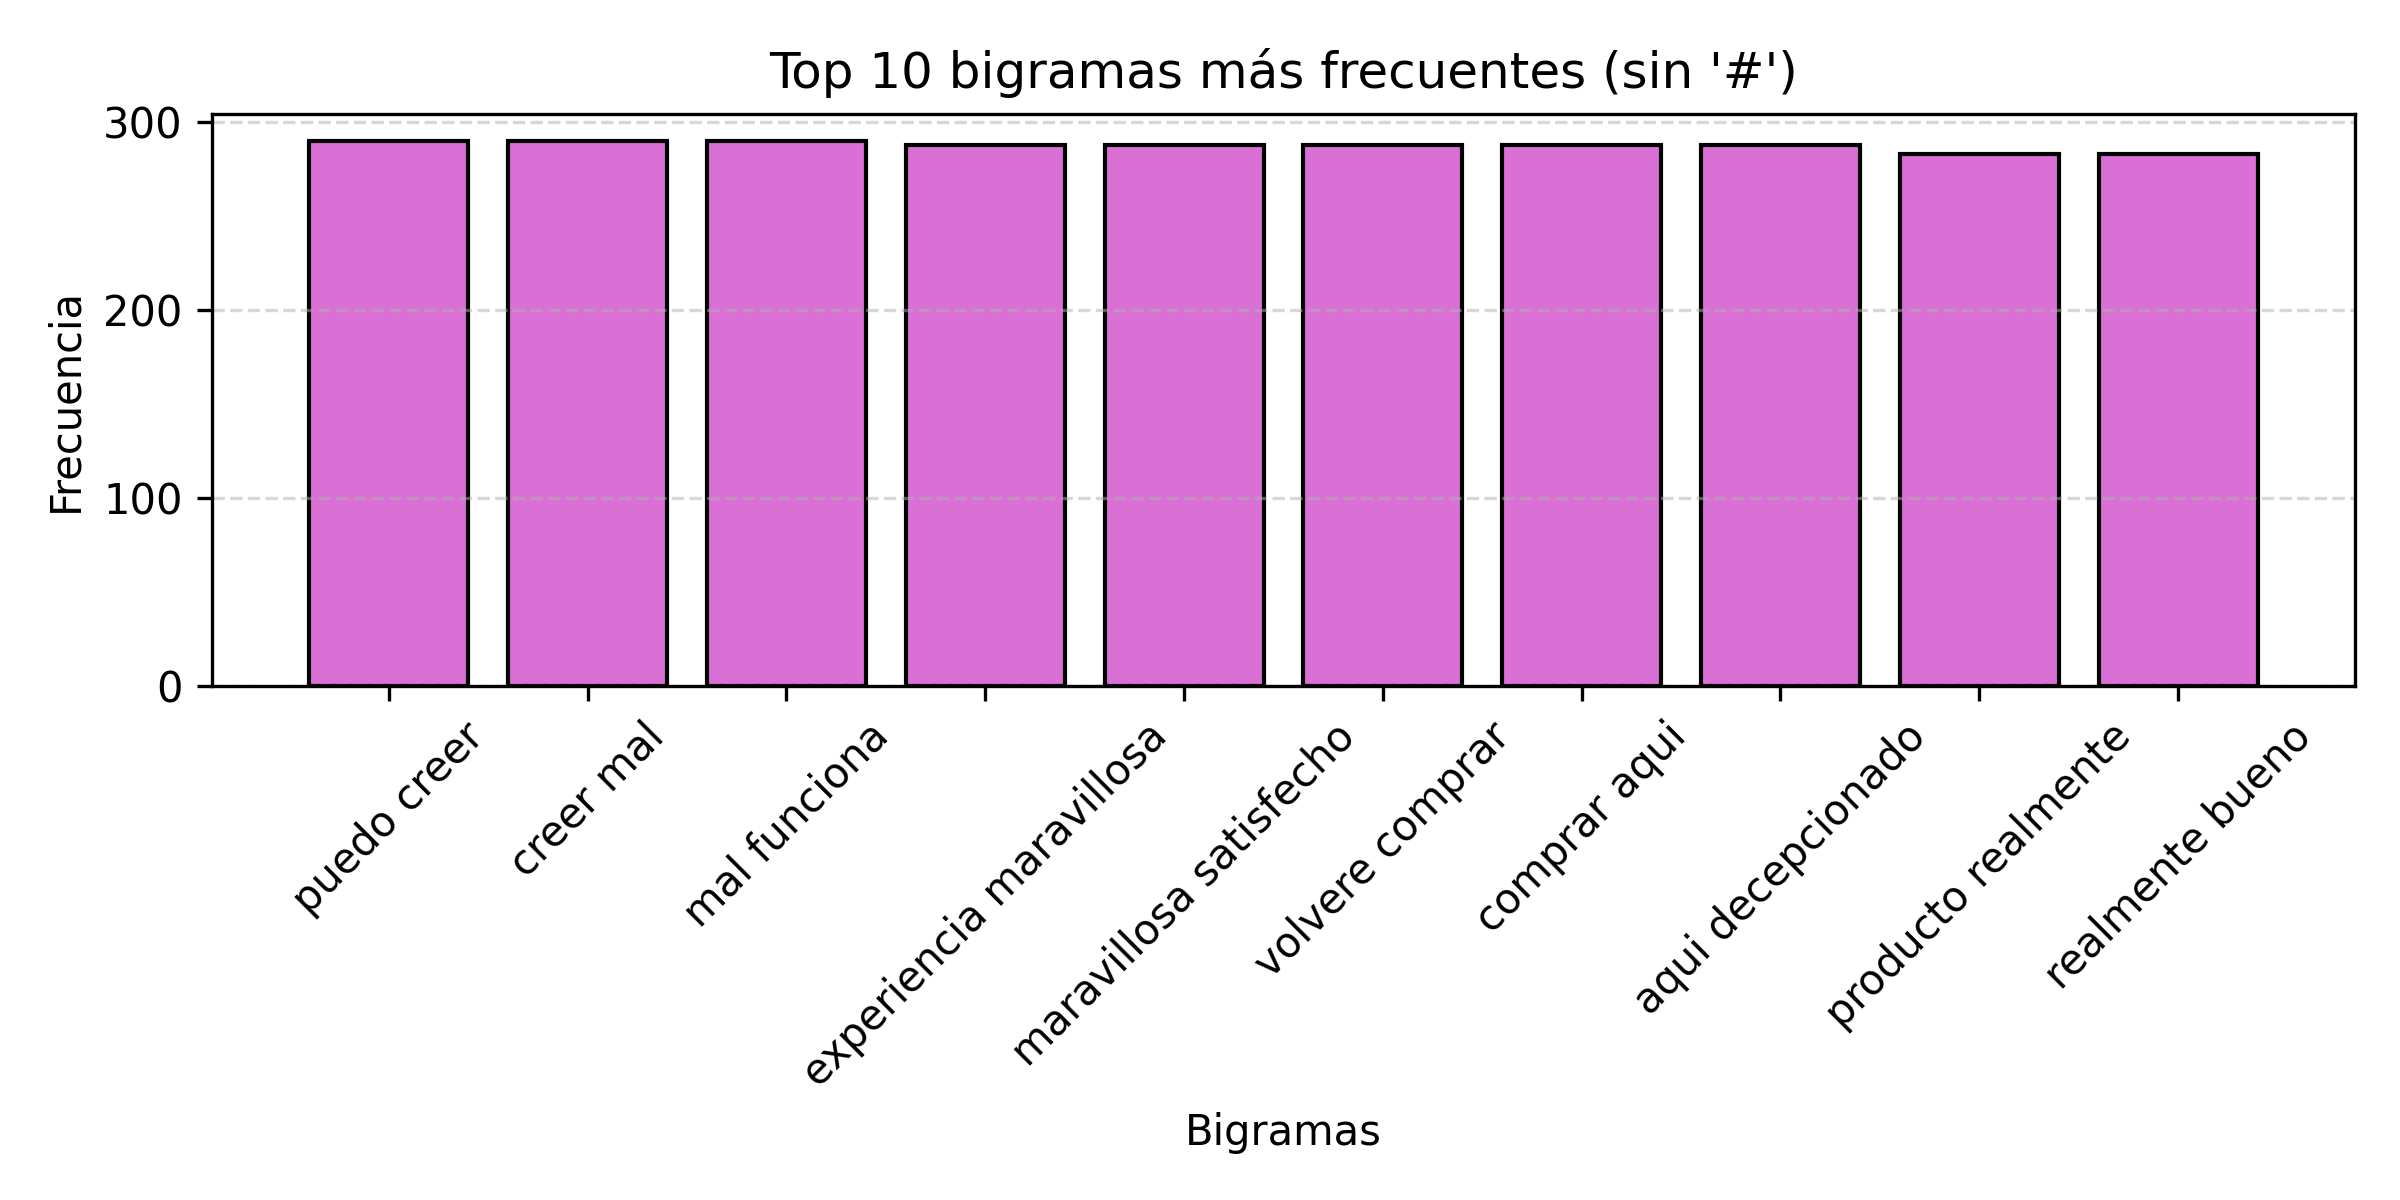 Top 10 bigramas más frecuentes (sin '#')
Frecuencia
300
200
100
0
puedo creer
creer mal
mal funciona
experiencia maravillosa
maravillosa satisfecho
volvere comprar
comprar aqui
aqui decepcionado
producto realmente
realmente bueno
Bigramas